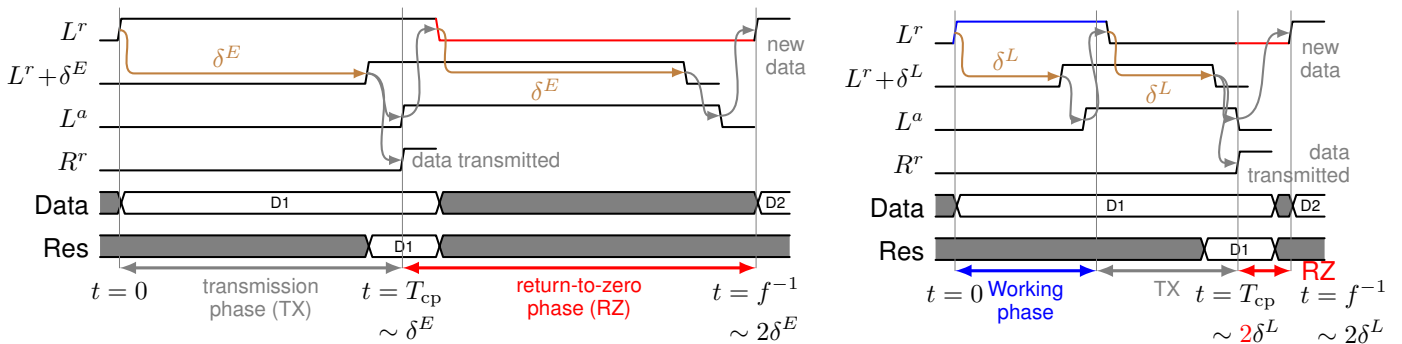 L^r
δ^E
new
data
L^r + δ^E
δ^E
L^a
R^r
data transmitted
Data
D1
D2
Res
D1
t = 0
transmission
phase (TX)
t = T_cp
∼ δ^E
return-to-zero
phase (RZ)
t = f^−1
∼ 2δ^E
L^r
δ^L
new
data
L^r + δ^L
δ^L
L^a
R^r
data
transmitted
Data
D1
D2
Res
D1
RZ
t = 0
Working
phase
TX
t = T_cp
∼ 2δ^L
t = f^−1
∼ 2δ^L